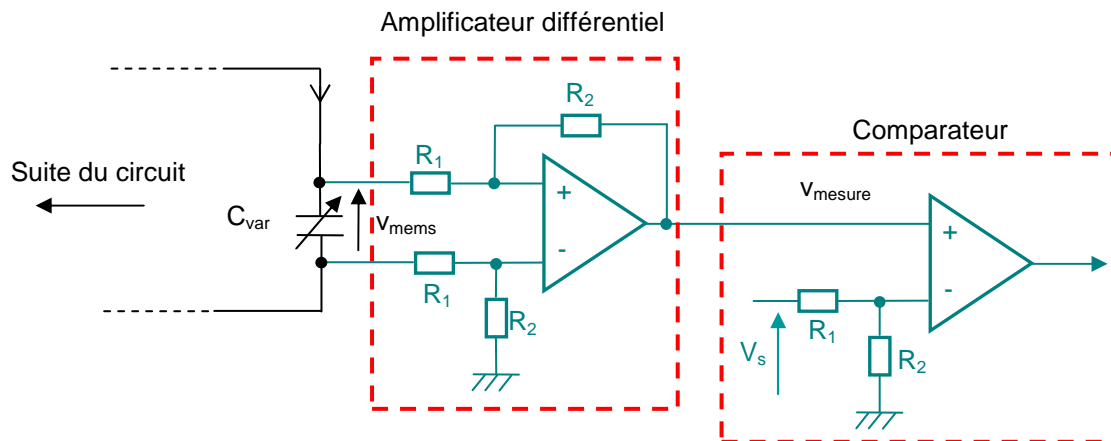 Amplificateur différentiel
R2
Comparateur
R1
Suite du circuit
+
vmesure
Cvar
vmems
+
-
R1
-
R2
R1
Vs
R2